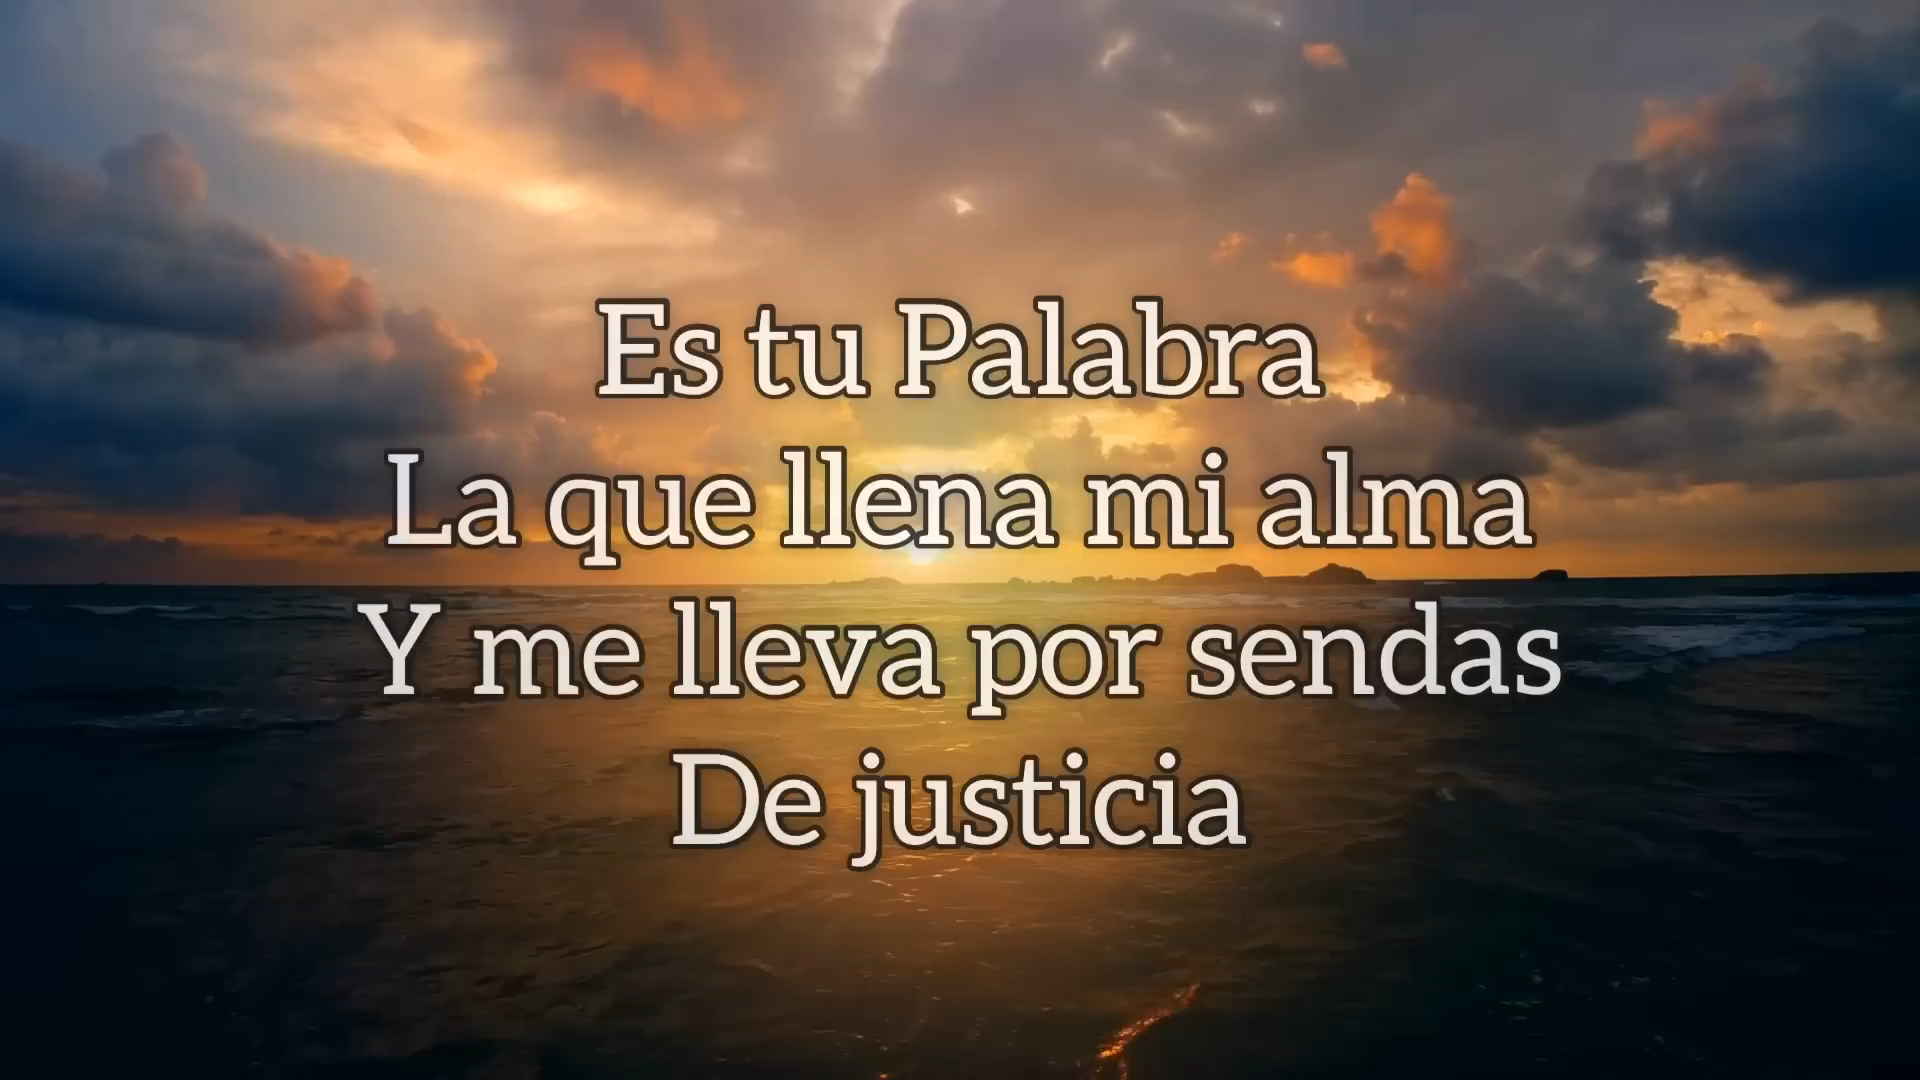 Es tu Palabra
La que llena mi alma
Y me lleva por sendas
De justicia